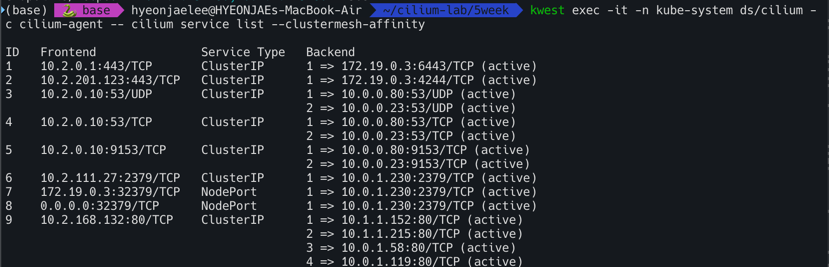 (base) base hyeonjaelee@HYEONJAEs-MacBook-Air ~/cilium-lab/5week kwest exec -it -n kube-system ds/cilium -
c cilium-agent -- cilium service list --clustermesh-affinity
ID Frontend Service Type Backend
1 10.2.0.1:443/TCP ClusterIP 1 => 172.19.0.3:6443/TCP (active)
2 10.2.201.123:443/TCP ClusterIP 1 => 172.19.0.3:4244/TCP (active)
3 10.2.0.10:53/UDP ClusterIP 1 => 10.0.0.80:53/UDP (active)
2 => 10.0.0.23:53/UDP (active)
4 10.2.0.10:53/TCP ClusterIP 1 => 10.0.0.80:53/TCP (active)
2 => 10.0.0.23:53/TCP (active)
5 10.2.0.10:9153/TCP ClusterIP 1 => 10.0.0.80:9153/TCP (active)
2 => 10.0.0.23:9153/TCP (active)
6 10.2.111.27:2379/TCP ClusterIP 1 => 10.0.1.230:2379/TCP (active)
7 172.19.0.3:32379/TCP NodePort 1 => 10.0.1.230:2379/TCP (active)
8 0.0.0.0:32379/TCP NodePort 1 => 10.0.1.230:2379/TCP (active)
9 10.2.168.132:80/TCP ClusterIP 1 => 10.1.1.152:80/TCP (active)
2 => 10.1.1.215:80/TCP (active)
3 => 10.0.1.58:80/TCP (active)
4 => 10.0.1.119:80/TCP (active)